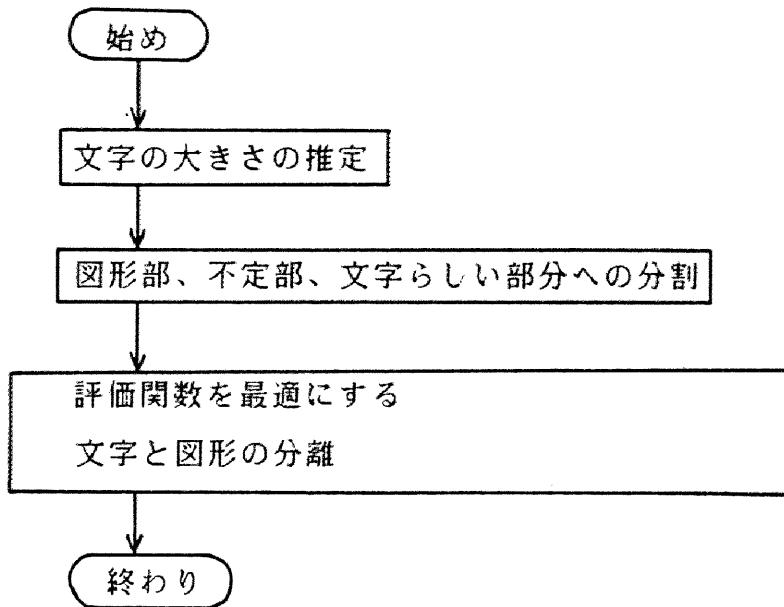 始め
文字の大きさの推定
図形部、不定部、文字らしい部分への分割
評価関数を最適にする
文字と図形の分離
終わり